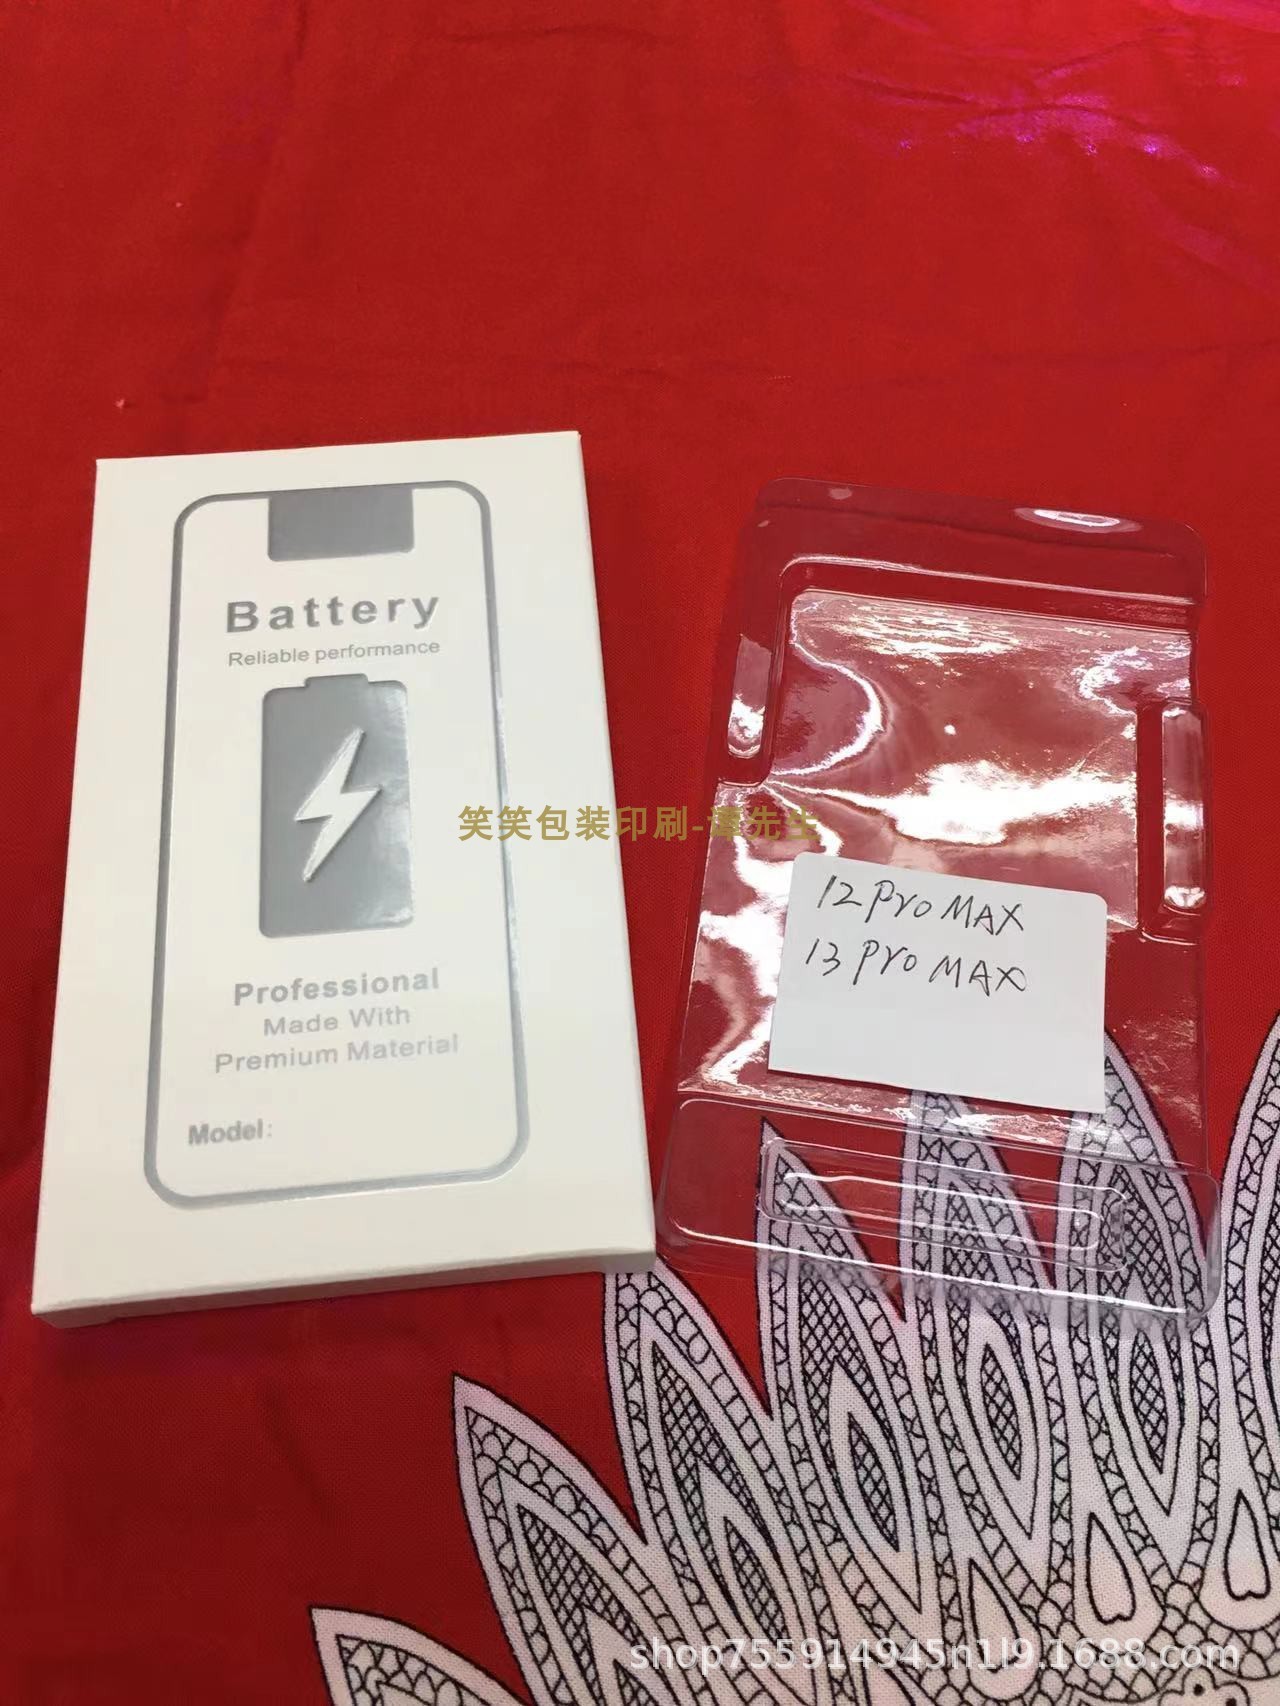 Battery
Reliable performance
Professional
Made With
Premium Material
Model:
笑笑包装印刷-谭先生
12 Pro MAX
13 Pro MAX
shop755914945n1l9.1688.com